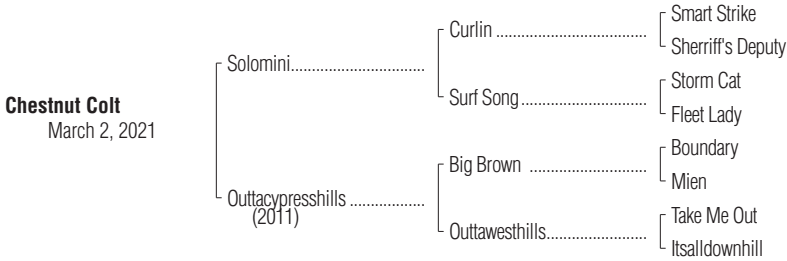 Chestnut Colt
March 2, 2021
Solomini..............................
Outtacypresshills ..................
(2011)
Curlin ....................................
Surf Song..............................
Big Brown ............................
Outtawesthills........................
Smart Strike
Sherriff's Deputy
Storm Cat
Fleet Lady
Boundary
Mien
Take Me Out
Itsalldownhill